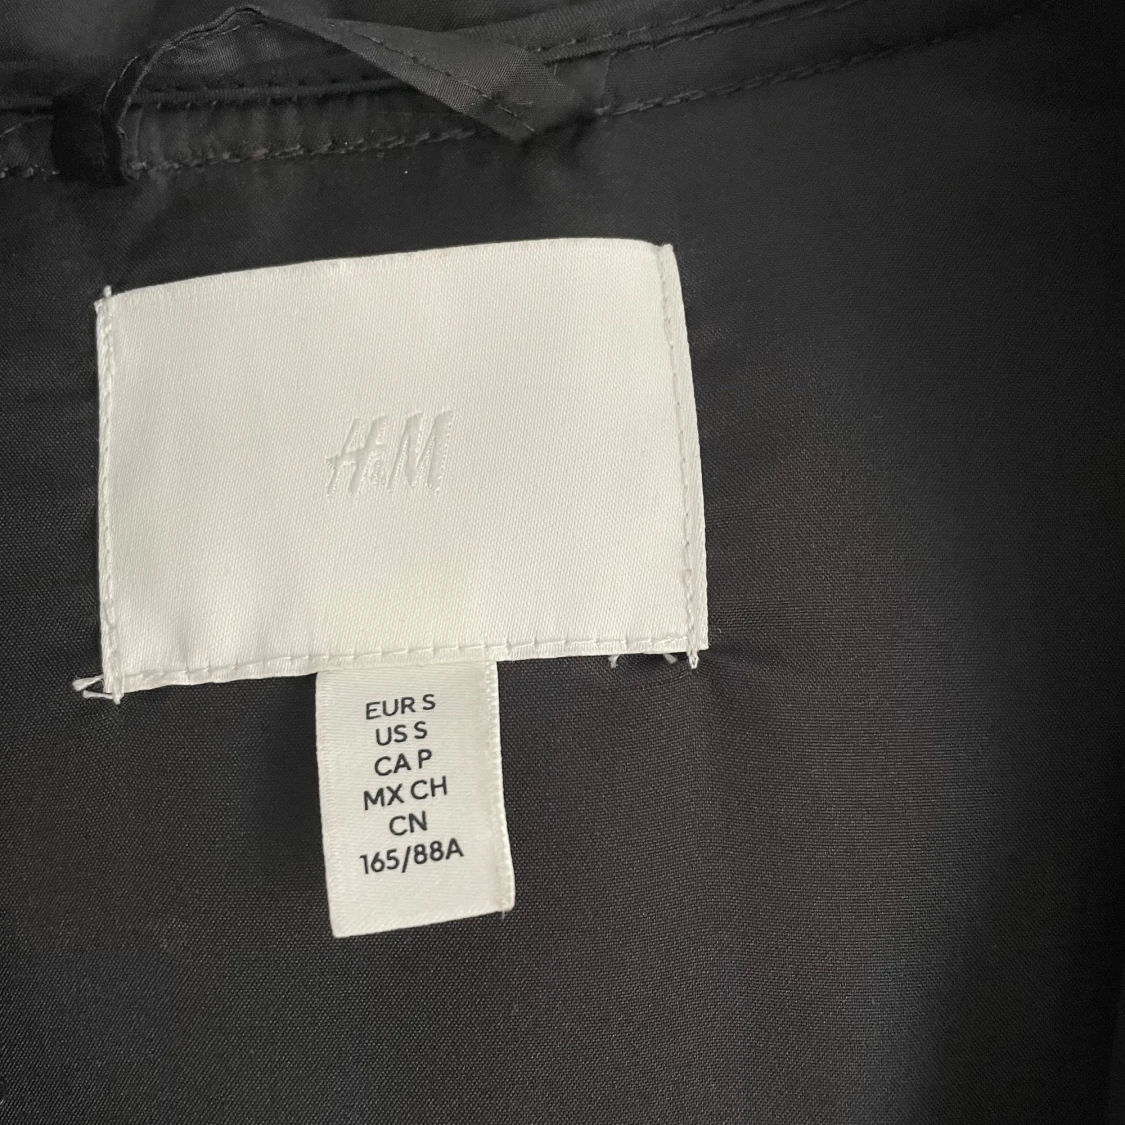 H&M
EUR S
US S
CA P
MX CH
CN
165/88A